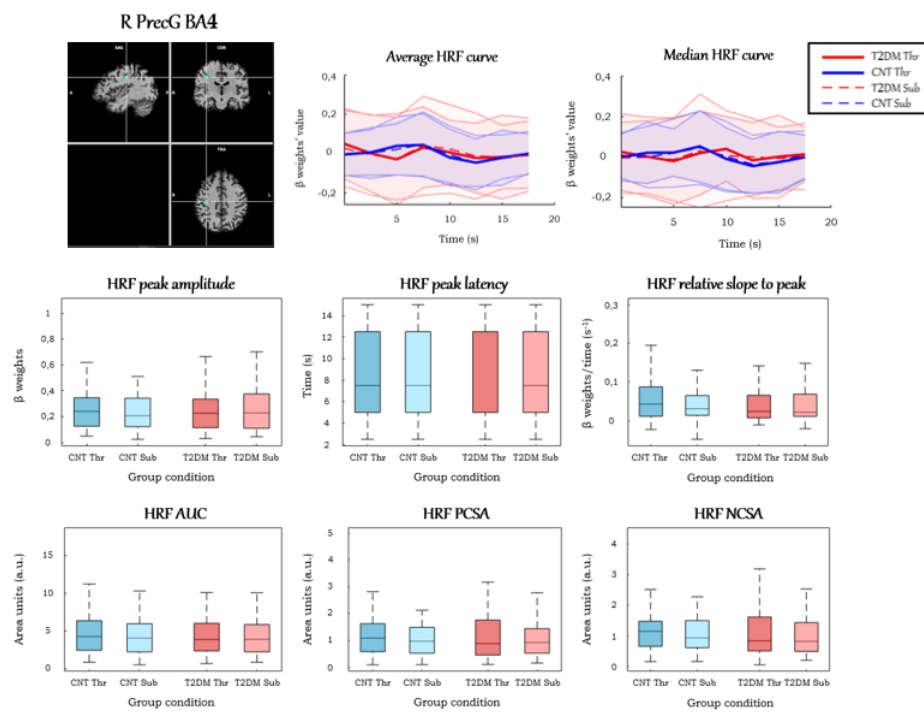 R PrecG BA4
SAG
COR
A
P
R
L
TRA
R
L
Average HRF curve
0,4
0,2
0
-0,2
5
10
15
20
β weights' value
Time (s)
Median HRF curve
0,4
0,2
0
-0,2
5
10
15
20
β weights' value
Time (s)
T2DM Thr
CNT Thr
T2DM Sub
CNT Sub
HRF peak amplitude
1
0,8
0,6
0,4
0,2
0
β weights
CNT Thr CNT Sub T2DM Thr T2DM Sub
Group condition
HRF peak latency
14
12
10
8
6
4
2
Time (s)
CNT Thr CNT Sub T2DM Thr T2DM Sub
Group condition
HRF relative slope to peak
0,3
0,2
0,1
0
β weights/time (s⁻¹)
CNT Thr CNT Sub T2DM Thr T2DM Sub
Group condition
HRF AUC
15
10
5
0
Area units (a.u.)
CNT Thr CNT Sub T2DM Thr T2DM Sub
Group condition
HRF PCSA
5
4
3
2
1
0
Area units (a.u.)
CNT Thr CNT Sub T2DM Thr T2DM Sub
Group condition
HRF NCSA
4
3
2
1
0
Area units (a.u.)
CNT Thr CNT Sub T2DM Thr T2DM Sub
Group condition